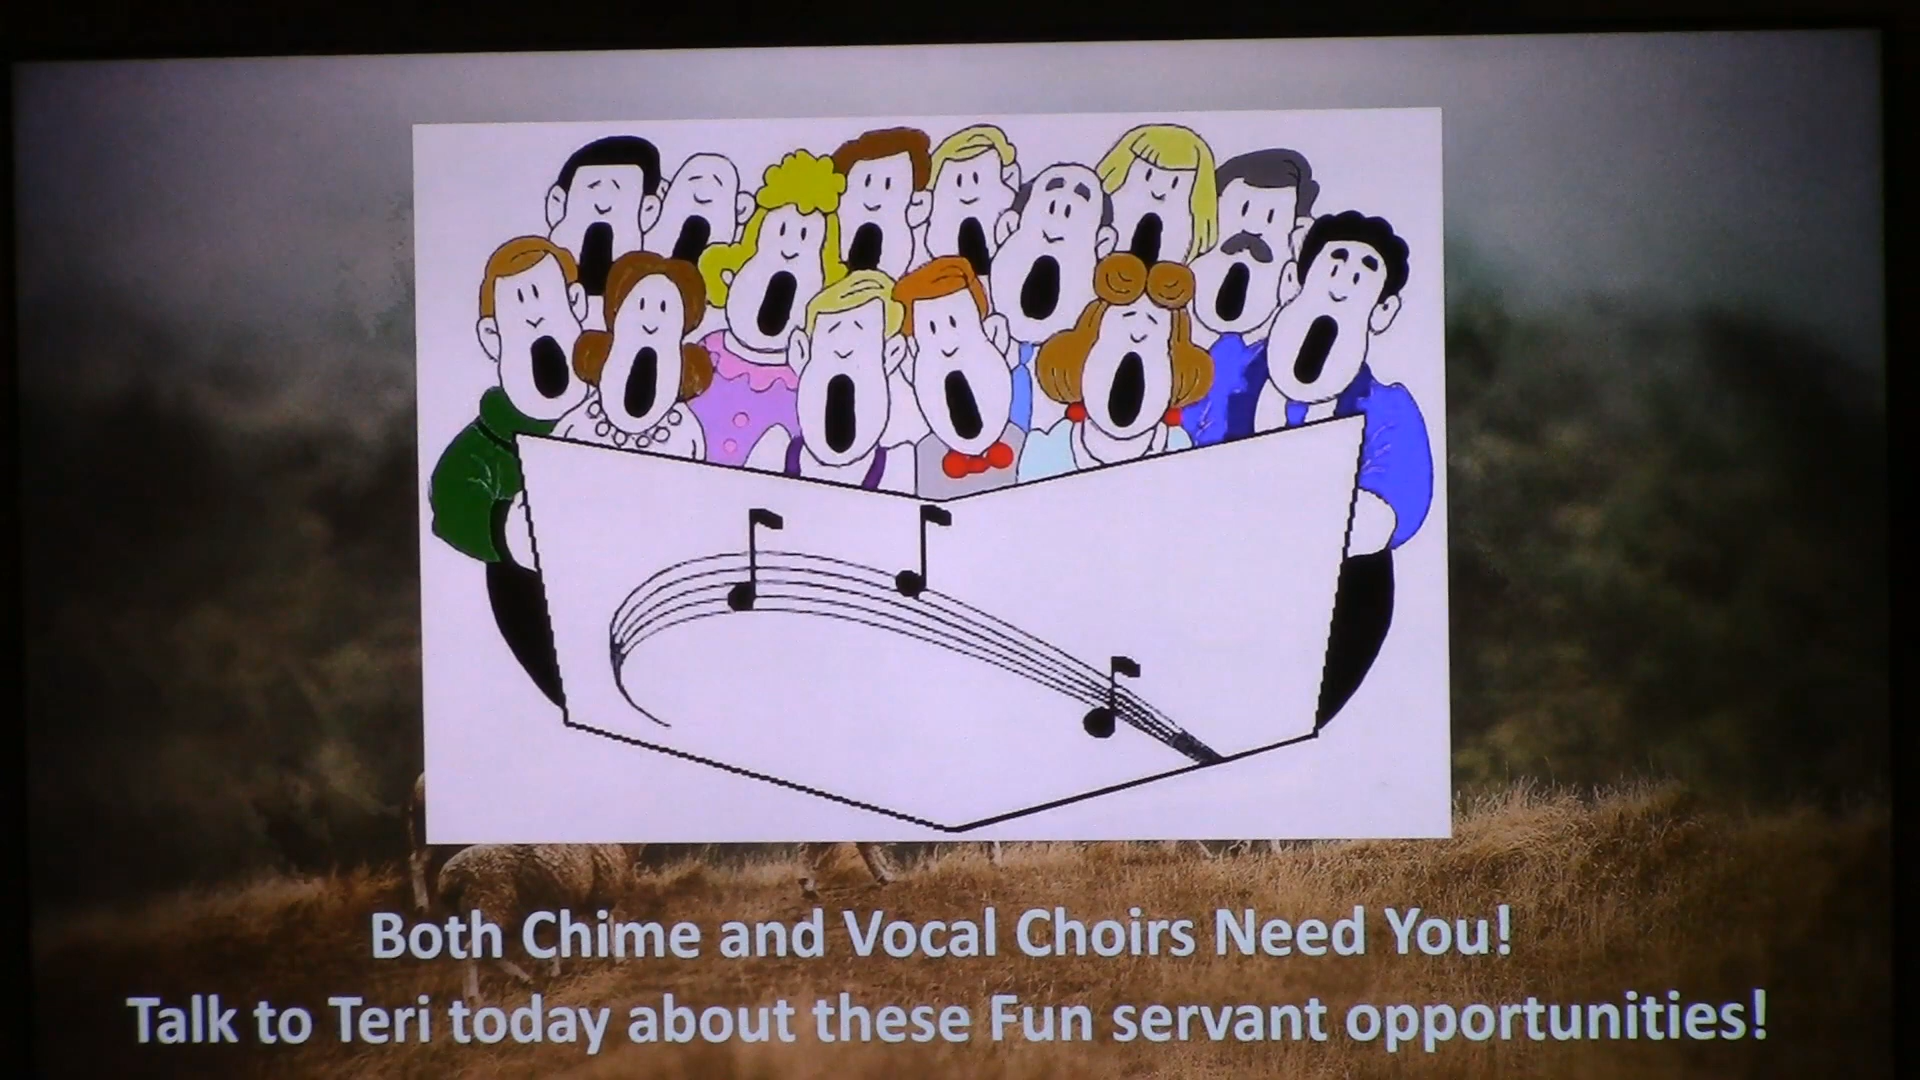 Both Chime and Vocal Choirs Need You!
Talk to Teri today about these Fun servant opportunities!